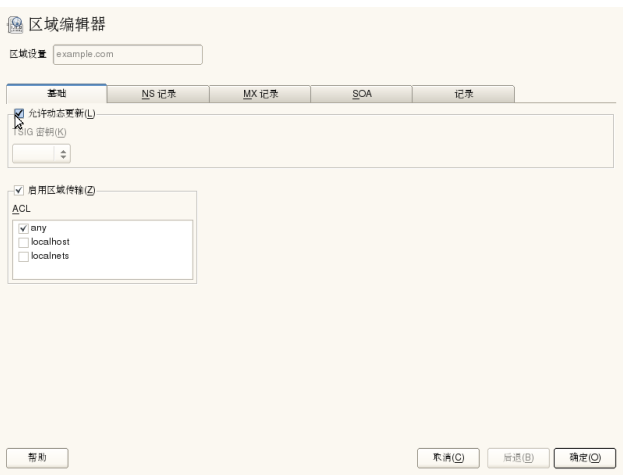 区域编辑器
区域设置 example.com
基础 NS 记录 MX 记录 SOA 记录
允许动态更新(L)
TSIG 密钥(K)
启用区域传输(Z)
ACL
any
localhost
localnets
帮助 取消(C) 后退(B) 确定(O)